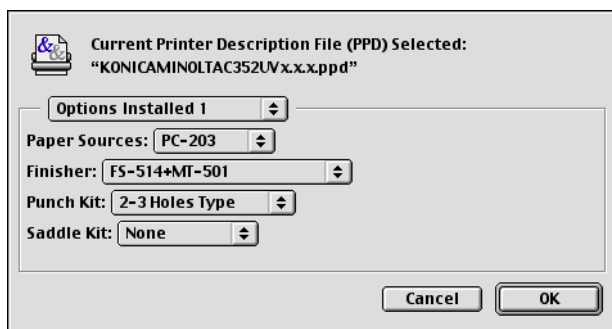 Current Printer Description File (PPD) Selected:
“KONICAMINOLTAC352UVx.x.x.ppd”
Options Installed 1
Paper Sources: PC-203
Finisher: FS-514+MT-501
Punch Kit: 2-3 Holes Type
Saddle Kit: None
Cancel OK